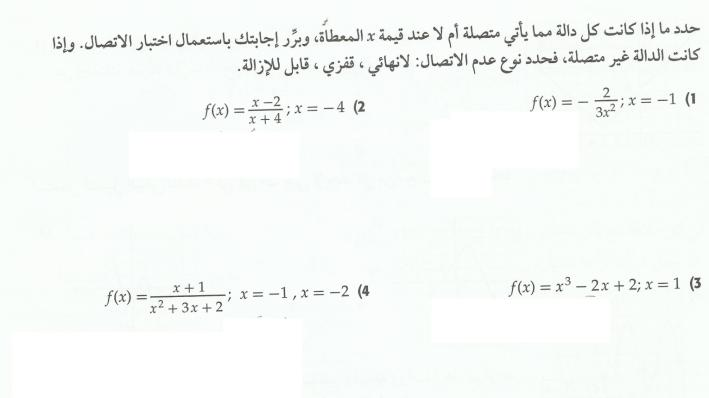 حدد ما إذا كانت كل دالة مما يأتي متصلة أم لا عند قيمة x المعطاة، وبرِّر إجابتك باستعمال اختبار الاتصال. وإذا
كانت الدالة غير متصلة، فحدد نوع عدم الاتصال: لانهائي ، قفزي ، قابل للإزالة.
1) f(x) = − 2/(3x²) ; x = −1
2) f(x) = (x −2)/(x + 4) ; x = − 4
3) f(x) = x³ − 2x + 2; x = 1
4) f(x) = (x + 1)/(x² + 3x + 2) ; x = −1 , x = −2